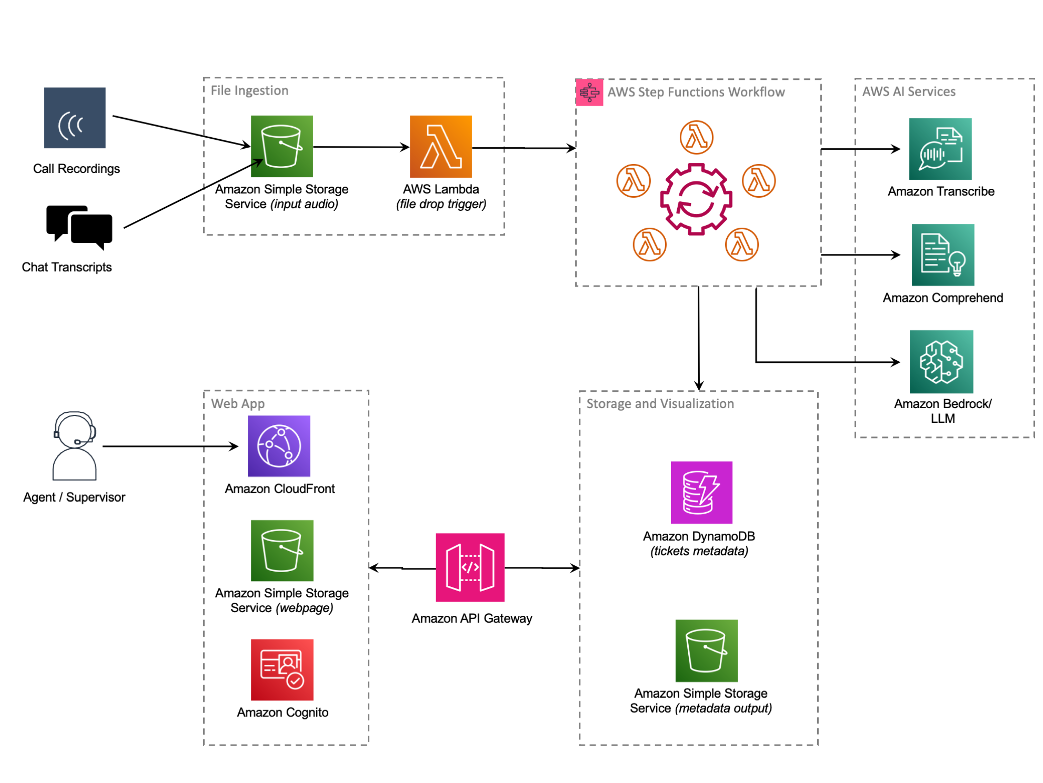 File Ingestion
AWS Step Functions Workflow
AWS AI Services
Call Recordings
Amazon Simple Storage
Service (input audio)
AWS Lambda
(file drop trigger)
Amazon Transcribe
Chat Transcripts
Amazon Comprehend
Amazon Bedrock/
LLM
Web App
Storage and Visualization
Agent / Supervisor
Amazon CloudFront
Amazon DynamoDB
(tickets metadata)
Amazon Simple Storage
Service (webpage)
</>
Amazon API Gateway
Amazon Simple Storage
Service (metadata output)
Amazon Cognito